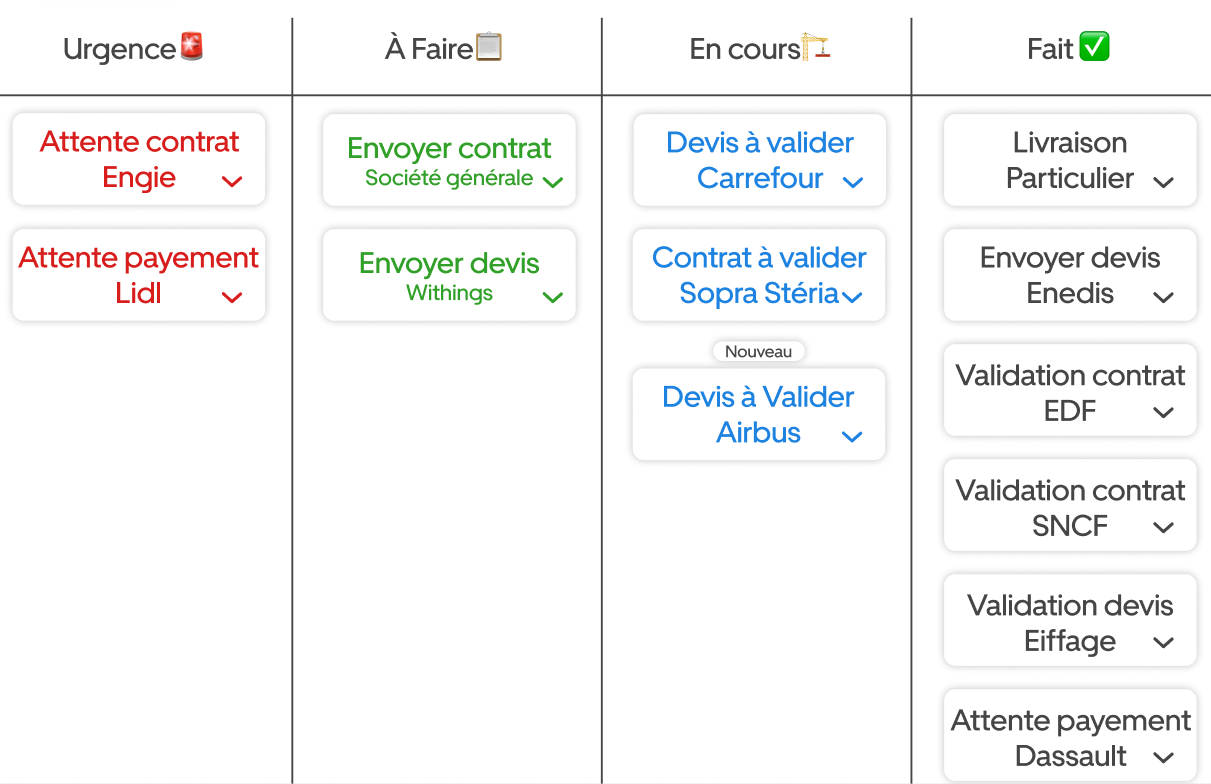 Urgence🚨
À Faire📋
En cours🏗️
Fait ✅
Attente contrat
Engie
Attente payement
Lidl
Envoyer contrat
Société générale
Envoyer devis
Withings
Devis à valider
Carrefour
Contrat à valider
Sopra Stéria
Nouveau
Devis à Valider
Airbus
Livraison
Particulier
Envoyer devis
Enedis
Validation contrat
EDF
Validation contrat
SNCF
Validation devis
Eiffage
Attente payement
Dassault